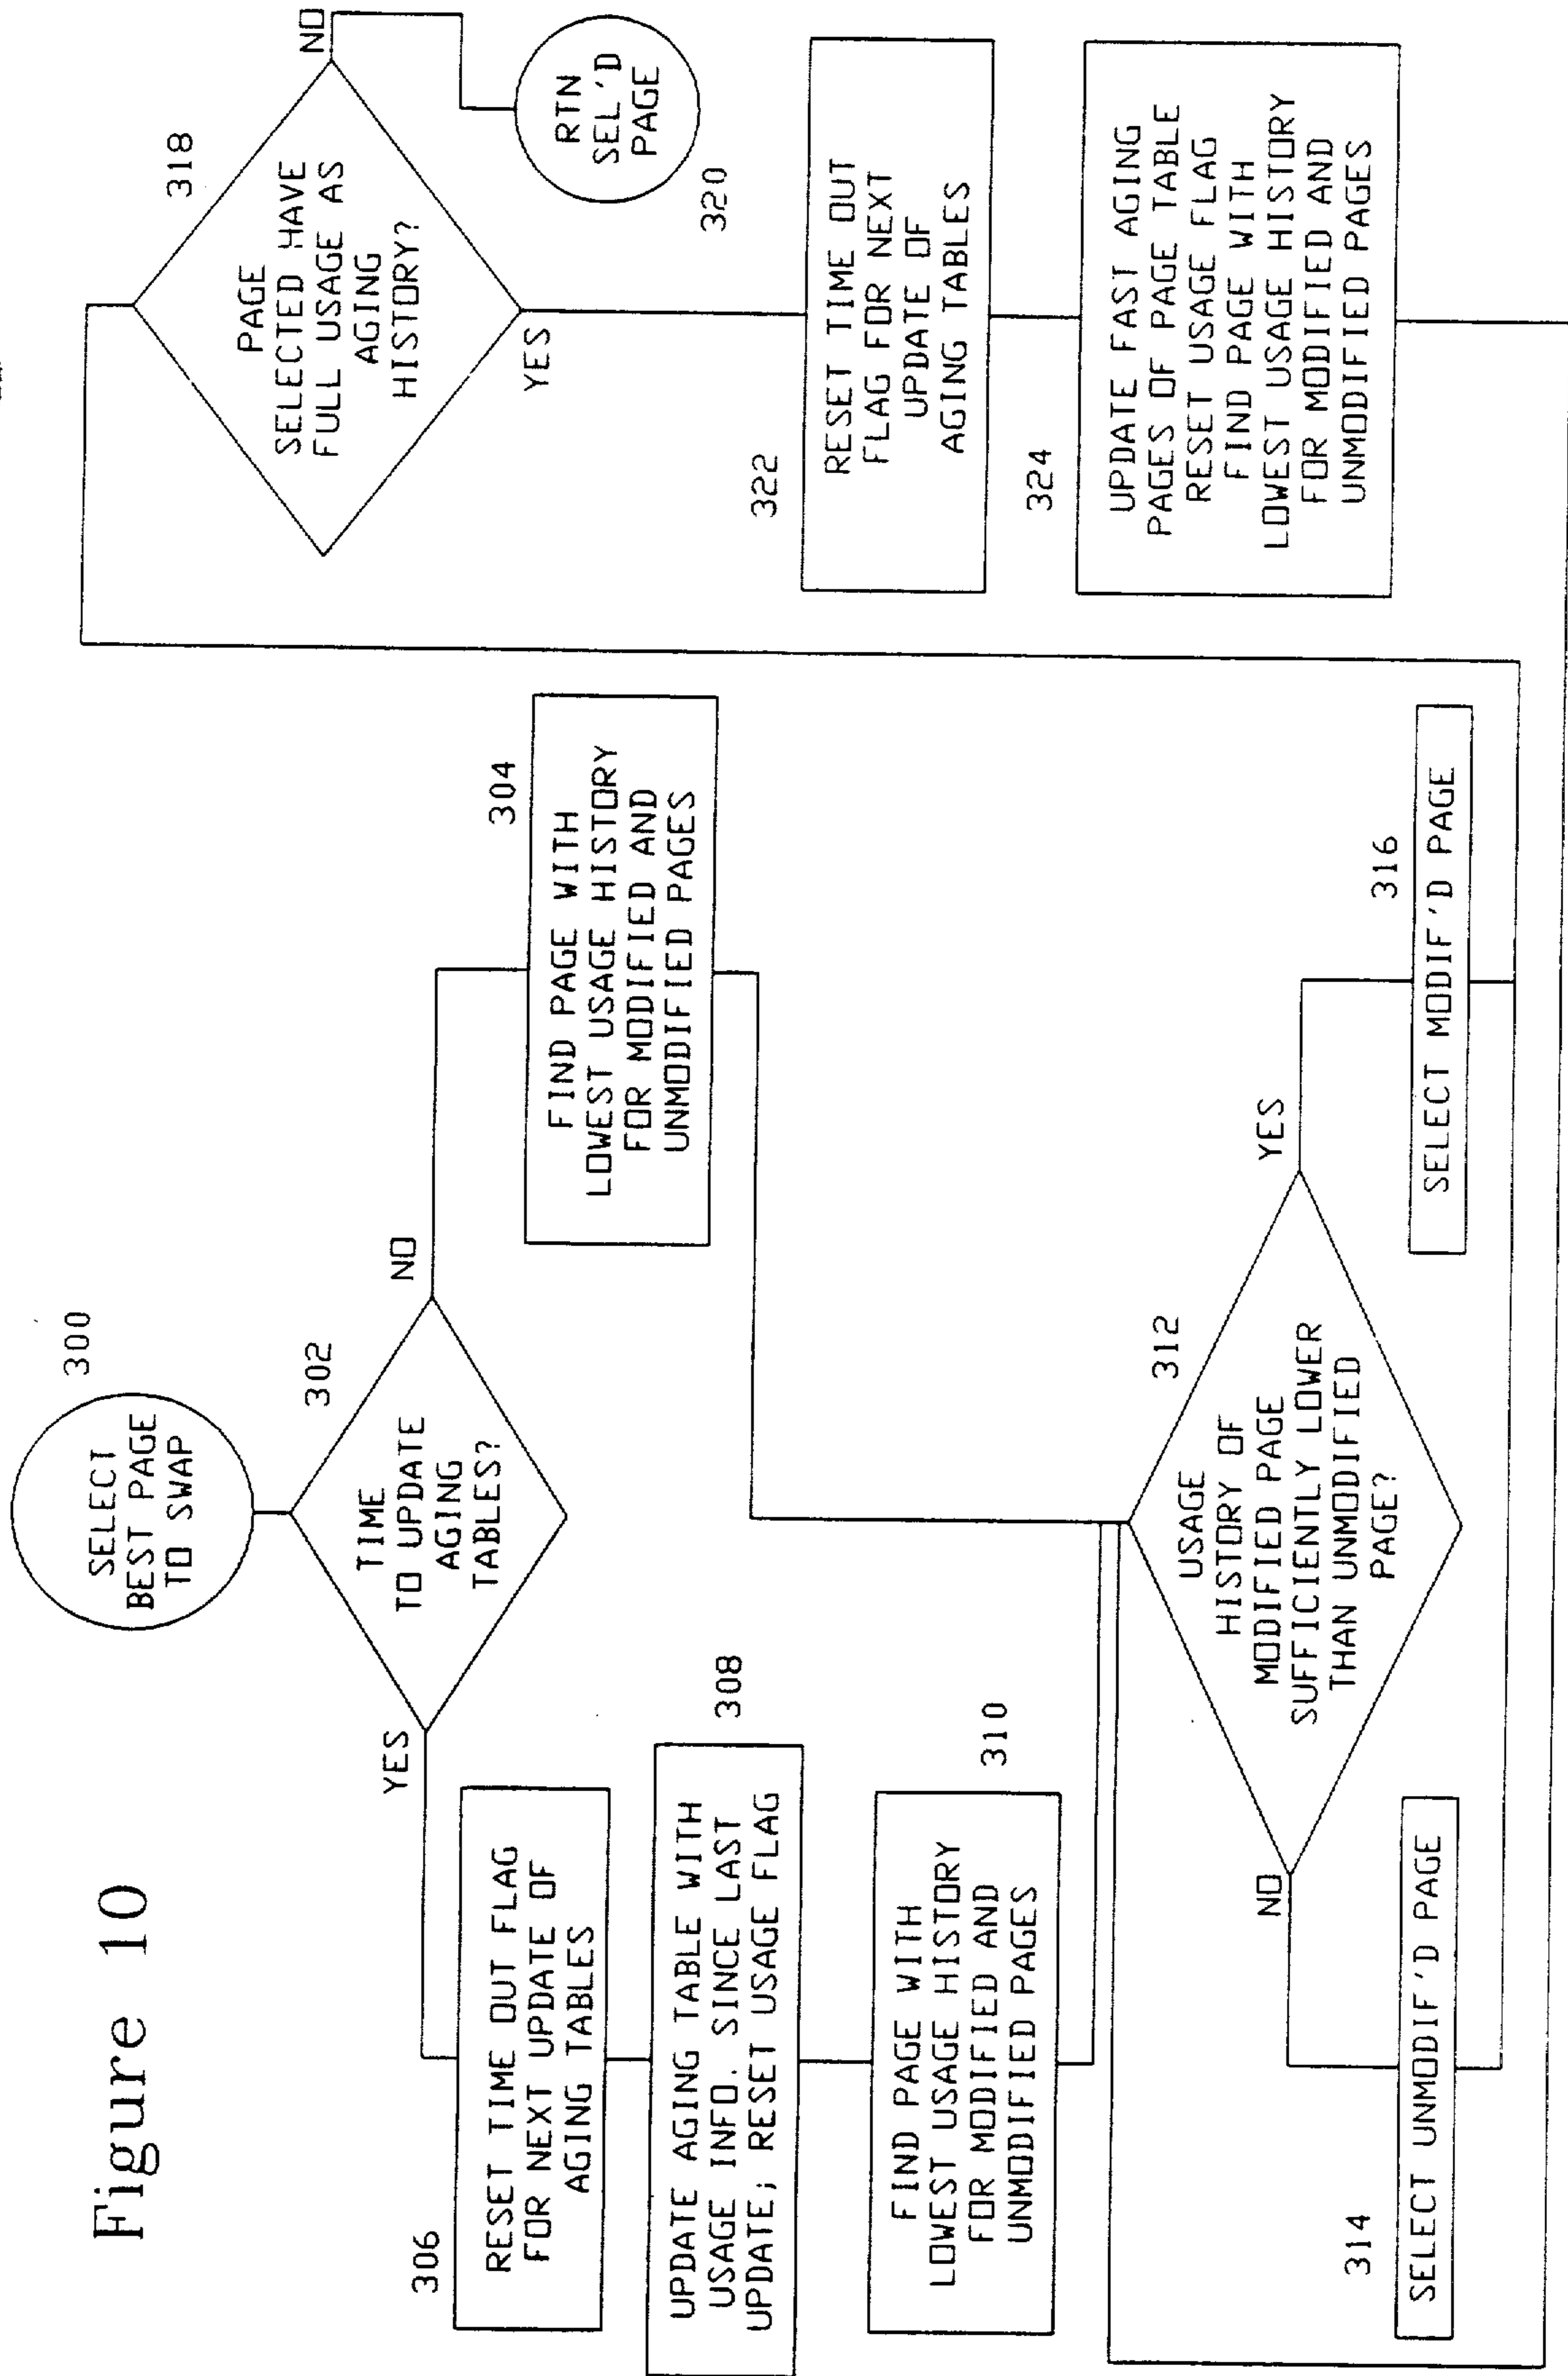 Figure 10
300
SELECT
BEST PAGE
TO SWAP
302
TIME
TO UPDATE
AGING
TABLES?
YES
NO
304
FIND PAGE WITH
LOWEST USAGE HISTORY
FOR MODIFIED AND
UNMODIFIED PAGES
306
RESET TIME OUT FLAG
FOR NEXT UPDATE OF
AGING TABLES
308
UPDATE AGING TABLE WITH
USAGE INFO. SINCE LAST
UPDATE; RESET USAGE FLAG
310
FIND PAGE WITH
LOWEST USAGE HISTORY
FOR MODIFIED AND
UNMODIFIED PAGES
312
USAGE
HISTORY OF
MODIFIED PAGE
SUFFICIENTLY LOWER
THAN UNMODIFIED
PAGE?
NO
YES
314
SELECT UNMODIF'D PAGE
316
SELECT MODIF'D PAGE
318
PAGE
SELECTED HAVE
FULL USAGE AS
AGING
HISTORY?
NO
YES
RTN
SEL'D
PAGE
320
322
RESET TIME OUT
FLAG FOR NEXT
UPDATE OF
AGING TABLES
324
UPDATE FAST AGING
PAGES OF PAGE TABLE
RESET USAGE FLAG
FIND PAGE WITH
LOWEST USAGE HISTORY
FOR MODIFIED AND
UNMODIFIED PAGES